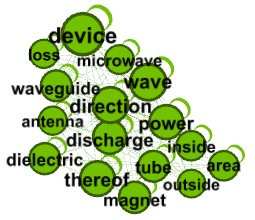 device
loss
microwave
wave
waveguide
direction
antenna
power
discharge
inside
dielectric
tube
area
thereof
outside
magnet